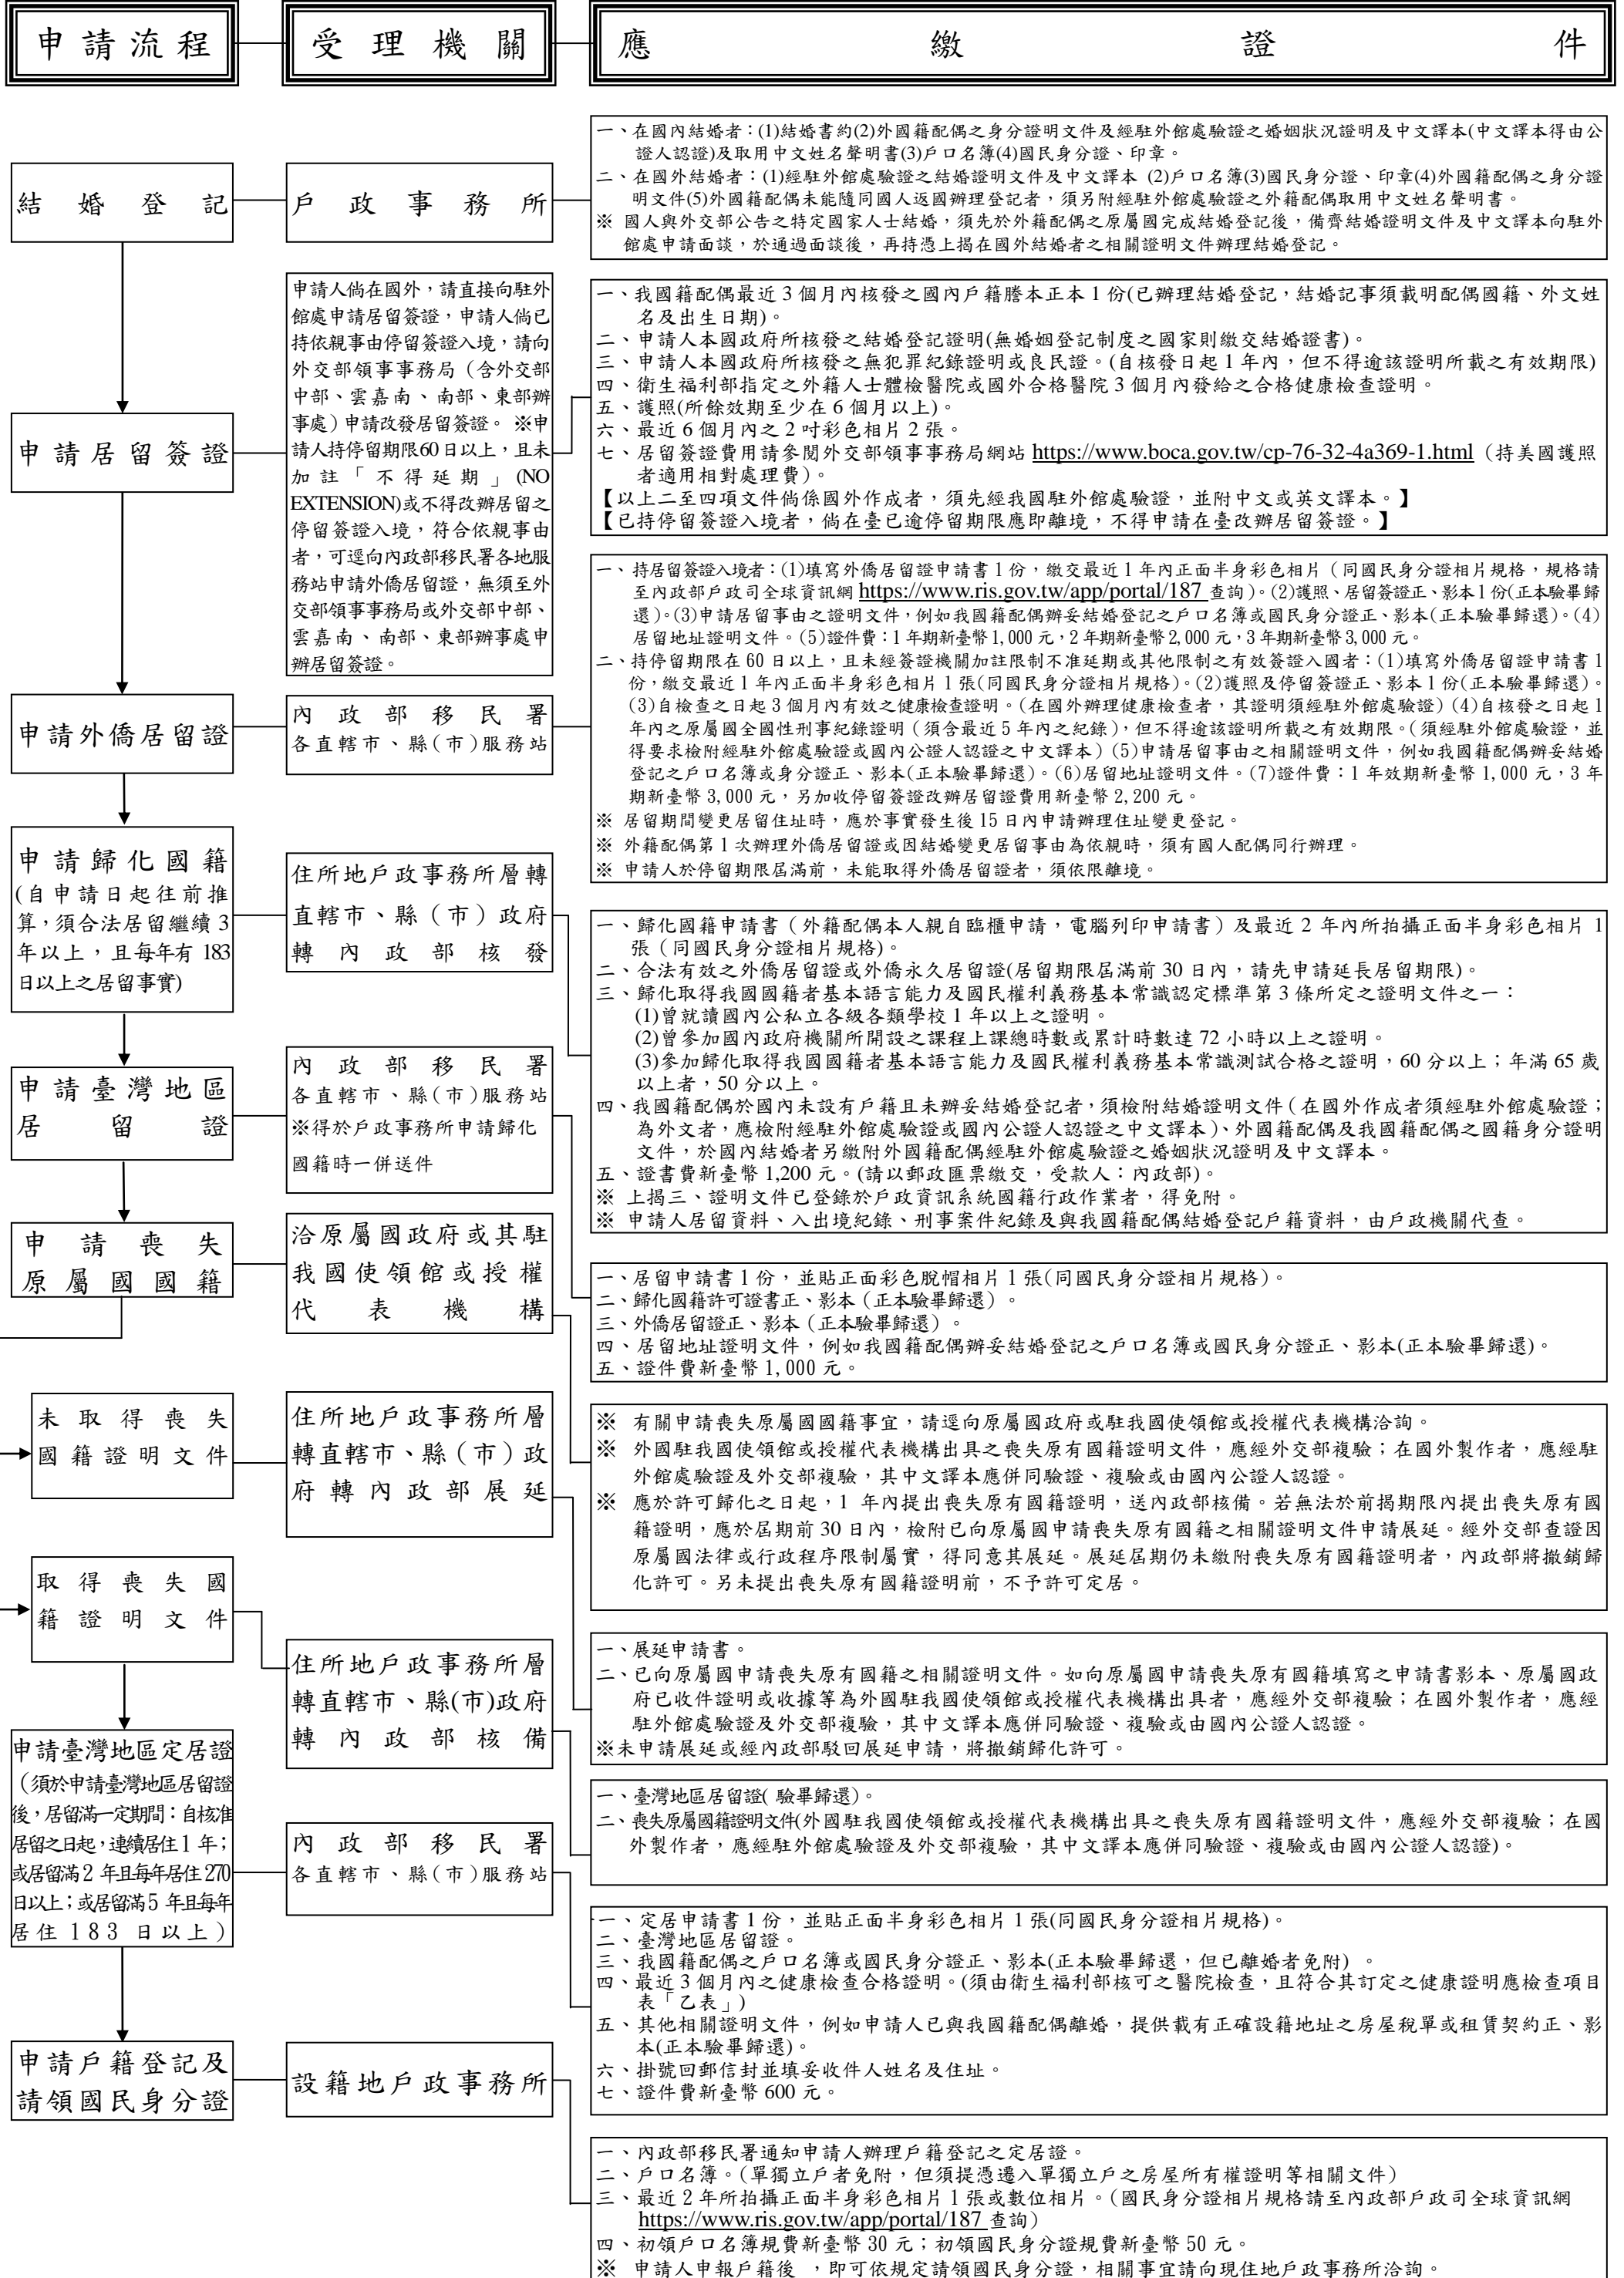 申請流程
受理機關
應繳證件
結婚登記
戶政事務所
一、在國內結婚者：(1)結婚書約(2)外國籍配偶之身分證明文件及經駐外館處驗證之婚姻狀況證明及中文譯本(中文譯本得由公
證人認證)及取用中文姓名聲明書(3)戶口名簿(4)國民身分證、印章。
二、在國外結婚者：(1)經駐外館處驗證之結婚證明文件及中文譯本 (2)戶口名簿(3)國民身分證、印章(4)外國籍配偶之身分證
明文件(5)外國籍配偶未能隨同國人返國辦理登記者，須另附經駐外館處驗證之外籍配偶取用中文姓名聲明書。
※ 國人與外交部公告之特定國家人士結婚，須先於外籍配偶之原屬國完成結婚登記後，備齊結婚證明文件及中文譯本向駐外
館處申請面談，於通過面談後，再持憑上揭在國外結婚者之相關證明文件辦理結婚登記。
申請居留簽證
申請人倘在國外，請直接向駐外
館處申請居留簽證，申請人倘已
持依親事由停留簽證入境，請向
外交部領事事務局（含外交部
中部、雲嘉南、南部、東部辦
事處）申請改發居留簽證。 ※申
請人持停留期限60日以上，且未
加註「不得延期」(NO
EXTENSION)或不得改辦居留之
停留簽證入境，符合依親事由
者，可逕向內政部移民署各地服
務站申請外僑居留證，無須至外
交部領事事務局或外交部中部、
雲嘉南、南部、東部辦事處申
辦居留簽證。
一、我國籍配偶最近 3 個月內核發之國內戶籍謄本正本 1 份(已辦理結婚登記，結婚記事須載明配偶國籍、外文姓
名及出生日期)。
二、申請人本國政府所核發之結婚登記證明(無婚姻登記制度之國家則繳交結婚證書)。
三、申請人本國政府所核發之無犯罪紀錄證明或良民證。(自核發日起 1 年內，但不得逾該證明所載之有效期限)
四、衛生福利部指定之外籍人士體檢醫院或國外合格醫院 3 個月內發給之合格健康檢查證明。
五、護照(所餘效期至少在 6 個月以上)。
六、最近 6 個月內之 2 吋彩色相片 2 張。
七、居留簽證費用請參閱外交部領事事務局網站 https://www.boca.gov.tw/cp-76-32-4a369-1.html（持美國護照
者適用相對處理費)。
【以上二至四項文件倘係國外作成者，須先經我國駐外館處驗證，並附中文或英文譯本。】
【已持停留簽證入境者，倘在臺已逾停留期限應即離境，不得申請在臺改辦居留簽證。】
申請外僑居留證
內政部移民署
各直轄市、縣(市)服務站
一、持居留簽證入境者：(1)填寫外僑居留證申請書 1 份，繳交最近 1 年內正面半身彩色相片（同國民身分證相片規格，規格請
至內政部戶政司全球資訊網 https://www.ris.gov.tw/app/portal/187 查詢)。(2)護照、居留簽證正、影本 1 份(正本驗畢歸
還)。(3)申請居留事由之證明文件，例如我國籍配偶辦妥結婚登記之戶口名簿或國民身分證正、影本(正本驗畢歸還)。(4)
居留地址證明文件。(5)證件費：1 年期新臺幣 1,000 元，2 年期新臺幣 2,000 元，3 年期新臺幣 3,000 元。
二、持停留期限在 60 日以上，且未經簽證機關加註限制不准延期或其他限制之有效簽證入國者：(1)填寫外僑居留證申請書 1
份，繳交最近 1 年內正面半身彩色相片 1 張(同國民身分證相片規格)。(2)護照及停留簽證正、影本 1 份(正本驗畢歸還)。
(3)自檢查之日起 3 個月內有效之健康檢查證明。(在國外辦理健康檢查者，其證明須經駐外館處驗證) (4)自核發之日起 1
年內之原屬國全國性刑事紀錄證明（須含最近 5 年內之紀錄)，但不得逾該證明所載之有效期限。(須經駐外館處驗證，並
得要求檢附經駐外館處驗證或國內公證人認證之中文譯本) (5)申請居留事由之相關證明文件，例如我國籍配偶辦妥結婚
登記之戶口名簿或身分證正、影本(正本驗畢歸還)。(6)居留地址證明文件。(7)證件費：1 年效期新臺幣 1,000 元，3 年
期新臺幣 3,000 元，另加收停留簽證改辦居留證費用新臺幣 2,200 元。
※ 居留期間變更居留住址時，應於事實發生後 15 日內申請辦理住址變更登記。
※ 外籍配偶第 1 次辦理外僑居留證或因結婚變更居留事由為依親時，須有國人配偶同行辦理。
※ 申請人於停留期限屆滿前，未能取得外僑居留證者，須依限離境。
申請歸化國籍
(自申請日起往前推
算，須合法居留繼續 3
年以上，且每年有 183
日以上之居留事實)
住所地戶政事務所層轉
直轄市、縣（市）政府
轉內政部核發
一、歸化國籍申請書（外籍配偶本人親自臨櫃申請，電腦列印申請書）及最近 2 年內所拍攝正面半身彩色相片 1
張（同國民身分證相片規格)。
二、合法有效之外僑居留證或外僑永久居留證(居留期限屆滿前 30 日內，請先申請延長居留期限)。
三、歸化取得我國國籍者基本語言能力及國民權利義務基本常識認定標準第 3 條所定之證明文件之一：
(1)曾就讀國內公私立各級各類學校 1 年以上之證明。
(2)曾參加國內政府機關所開設之課程上課總時數或累計時數達 72 小時以上之證明。
(3)參加歸化取得我國國籍者基本語言能力及國民權利義務基本常識測試合格之證明，60 分以上；年滿 65 歲
以上者，50 分以上。
四、我國籍配偶於國內未設有戶籍且未辦妥結婚登記者，須檢附結婚證明文件（在國外作成者須經駐外館處驗證；
為外文者，應檢附經駐外館處驗證或國內公證人認證之中文譯本)、外國籍配偶及我國籍配偶之國籍身分證明
文件，於國內結婚者另繳附外國籍配偶經駐外館處驗證之婚姻狀況證明及中文譯本。
五、證書費新臺幣 1,200 元。(請以郵政匯票繳交，受款人：內政部)。
※ 上揭三、證明文件已登錄於戶政資訊系統國籍行政作業者，得免附。
※ 申請人居留資料、入出境紀錄、刑事案件紀錄及與我國籍配偶結婚登記戶籍資料，由戶政機關代查。
申請臺灣地區
居留證
內政部移民署
各直轄市、縣(市)服務站
※得於戶政事務所申請歸化
國籍時一併送件
申請喪失
原屬國國籍
洽原屬國政府或其駐
我國使領館或授權
代表機構
一、居留申請書 1 份，並貼正面彩色脫帽相片 1 張(同國民身分證相片規格)。
二、歸化國籍許可證書正、影本（正本驗畢歸還）。
三、外僑居留證正、影本（正本驗畢歸還）。
四、居留地址證明文件，例如我國籍配偶辦妥結婚登記之戶口名簿或國民身分證正、影本(正本驗畢歸還)。
五、證件費新臺幣 1,000 元。
未取得喪失
國籍證明文件
住所地戶政事務所層
轉直轄市、縣（市）政
府轉內政部展延
※ 有關申請喪失原屬國國籍事宜，請逕向原屬國政府或駐我國使領館或授權代表機構洽詢。
※ 外國駐我國使領館或授權代表機構出具之喪失原有國籍證明文件，應經外交部複驗；在國外製作者，應經駐
外館處驗證及外交部複驗，其中文譯本應併同驗證、複驗或由國內公證人認證。
※ 應於許可歸化之日起，1 年內提出喪失原有國籍證明，送內政部核備。若無法於前揭期限內提出喪失原有國
籍證明，應於屆期前 30 日內，檢附已向原屬國申請喪失原有國籍之相關證明文件申請展延。經外交部查證因
原屬國法律或行政程序限制屬實，得同意其展延。展延屆期仍未繳附喪失原有國籍證明者，內政部將撤銷歸
化許可。另未提出喪失原有國籍證明前，不予許可定居。
取得喪失國
籍證明文件
住所地戶政事務所層
轉直轄市、縣(市)政府
轉內政部核備
一、展延申請書。
二、已向原屬國申請喪失原有國籍之相關證明文件。如向原屬國申請喪失原有國籍填寫之申請書影本、原屬國政
府已收件證明或收據等為外國駐我國使領館或授權代表機構出具者，應經外交部複驗；在國外製作者，應經
駐外館處驗證及外交部複驗，其中文譯本應併同驗證、複驗或由國內公證人認證。
※未申請展延或經內政部駁回展延申請，將撤銷歸化許可。
申請臺灣地區定居證
（須於申請臺灣地區居留證
後，居留滿一定期間：自核准
居留之日起，連續居住 1 年；
或居留滿 2 年且每年居住 270
日以上；或居留滿 5 年且每年
居住 183 日以上）
內政部移民署
各直轄市、縣(市)服務站
一、臺灣地區居留證( 驗畢歸還)。
二、喪失原屬國籍證明文件(外國駐我國使領館或授權代表機構出具之喪失原有國籍證明文件，應經外交部複驗；在國
外製作者，應經駐外館處驗證及外交部複驗，其中文譯本應併同驗證、複驗或由國內公證人認證)。
一、定居申請書 1 份，並貼正面半身彩色相片 1 張(同國民身分證相片規格)。
二、臺灣地區居留證。
三、我國籍配偶之戶口名簿或國民身分證正、影本(正本驗畢歸還，但已離婚者免附) 。
四、最近 3 個月內之健康檢查合格證明。(須由衛生福利部核可之醫院檢查，且符合其訂定之健康證明應檢查項目
表「乙表」)
五、其他相關證明文件，例如申請人已與我國籍配偶離婚，提供載有正確設籍地址之房屋稅單或租賃契約正、影
本(正本驗畢歸還)。
六、掛號回郵信封並填妥收件人姓名及住址。
七、證件費新臺幣 600 元。
申請戶籍登記及
請領國民身分證
設籍地戶政事務所
一、內政部移民署通知申請人辦理戶籍登記之定居證。
二、戶口名簿。(單獨立戶者免附，但須提憑遷入單獨立戶之房屋所有權證明等相關文件)
三、最近 2 年所拍攝正面半身彩色相片 1 張或數位相片。(國民身分證相片規格請至內政部戶政司全球資訊網
https://www.ris.gov.tw/app/portal/187 查詢)
四、初領戶口名簿規費新臺幣 30 元；初領國民身分證規費新臺幣 50 元。
※ 申請人申報戶籍後 ，即可依規定請領國民身分證，相關事宜請向現住地戶政事務所洽詢。